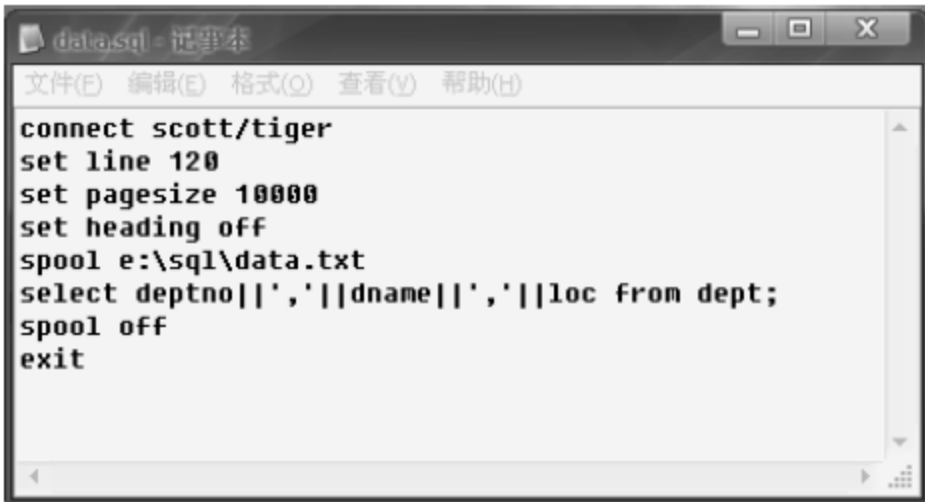 data.sql - 记事本
文件(F) 编辑(E) 格式(O) 查看(V) 帮助(H)
connect scott/tiger
set line 120
set pagesize 10000
set heading off
spool e:\sql\data.txt
select deptno||','||dname||','||loc from dept;
spool off
exit